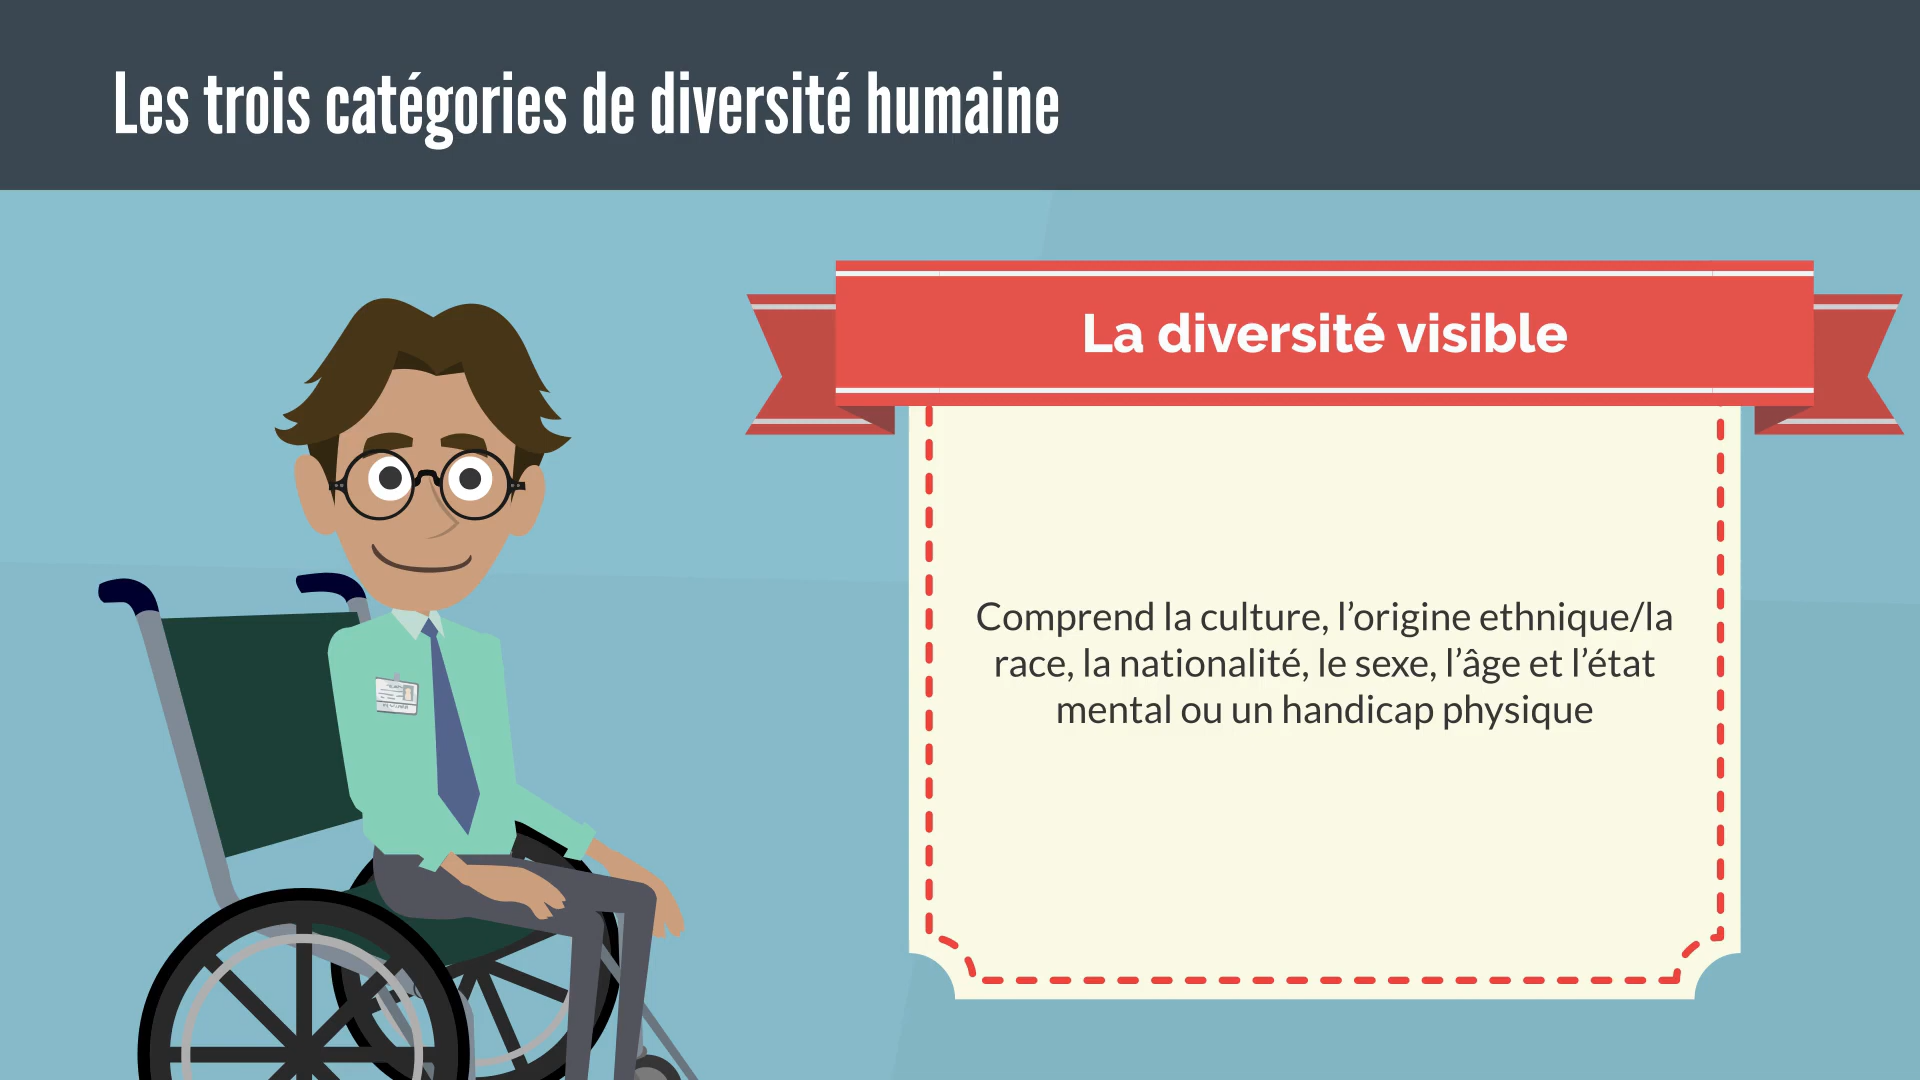 Les trois catégories de diversité humaine
La diversité visible
Comprend la culture, l’origine ethnique/la
race, la nationalité, le sexe, l’âge et l’état
mental ou un handicap physique